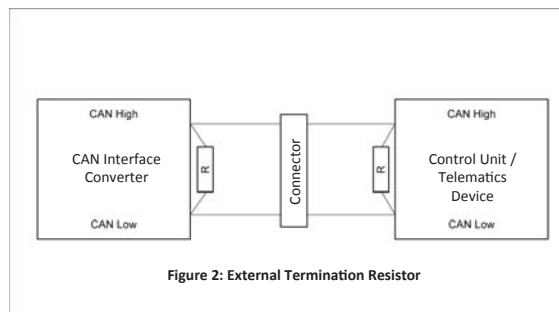 CAN High
CAN Interface
Converter
CAN Low
R
Connector
R
CAN High
Control Unit /
Telematics
Device
CAN Low
Figure 2: External Termination Resistor